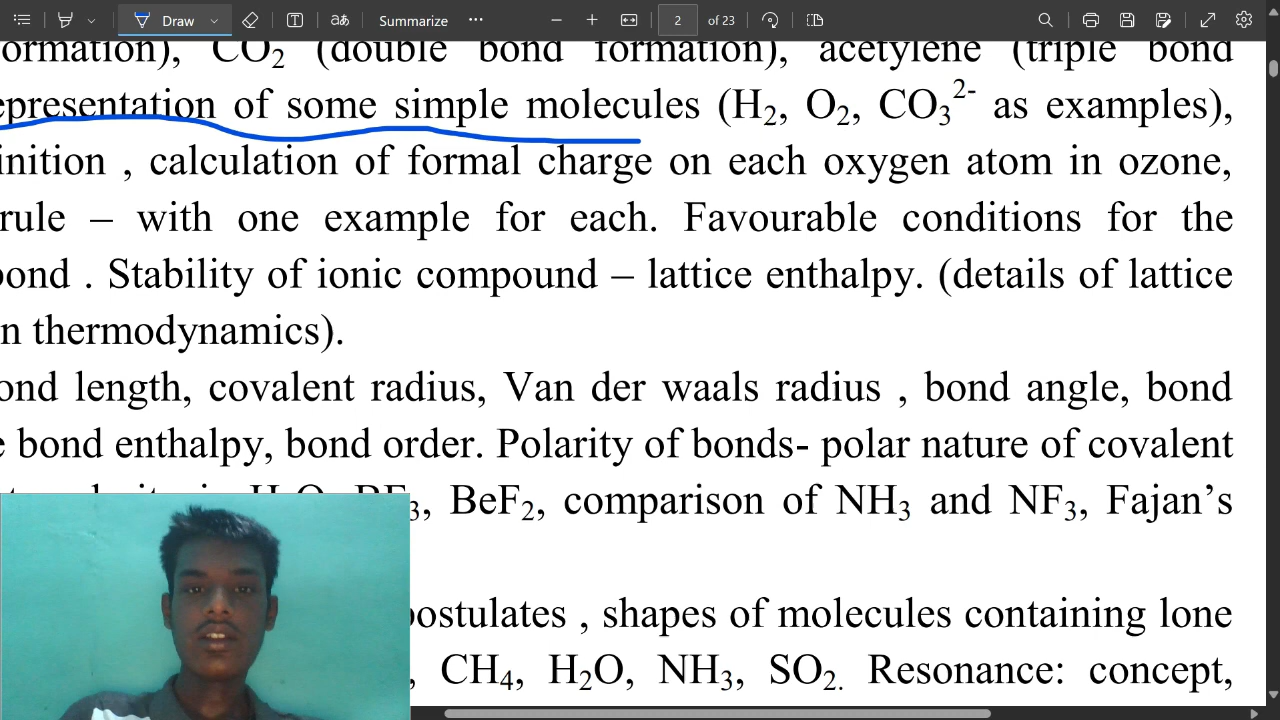 Draw
aあ
Summarize
2
of 23
ormation), CO2 (double bond formation), acetylene (triple bond
epresentation of some simple molecules (H2, O2, CO3 2- as examples),
inition , calculation of formal charge on each oxygen atom in ozone,
rule – with one example for each. Favourable conditions for the
ond . Stability of ionic compound – lattice enthalpy. (details of lattice
n thermodynamics).
ond length, covalent radius, Van der waals radius , bond angle, bond
e bond enthalpy, bond order. Polarity of bonds- polar nature of covalent
3, BeF2, comparison of NH3 and NF3, Fajan's
postulates , shapes of molecules containing lone
, CH4, H2O, NH3, SO2. Resonance: concept,